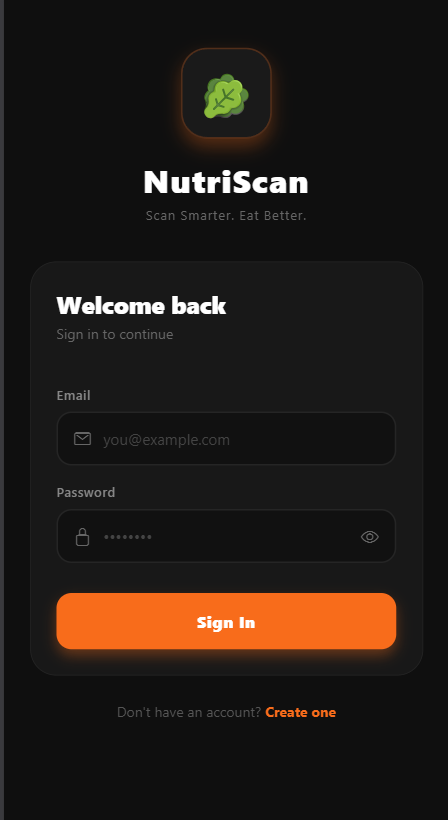 NutriScan
Scan Smarter. Eat Better.
Welcome back
Sign in to continue
Email
you@example.com
Password
••••••••
Sign In
Don't have an account? Create one